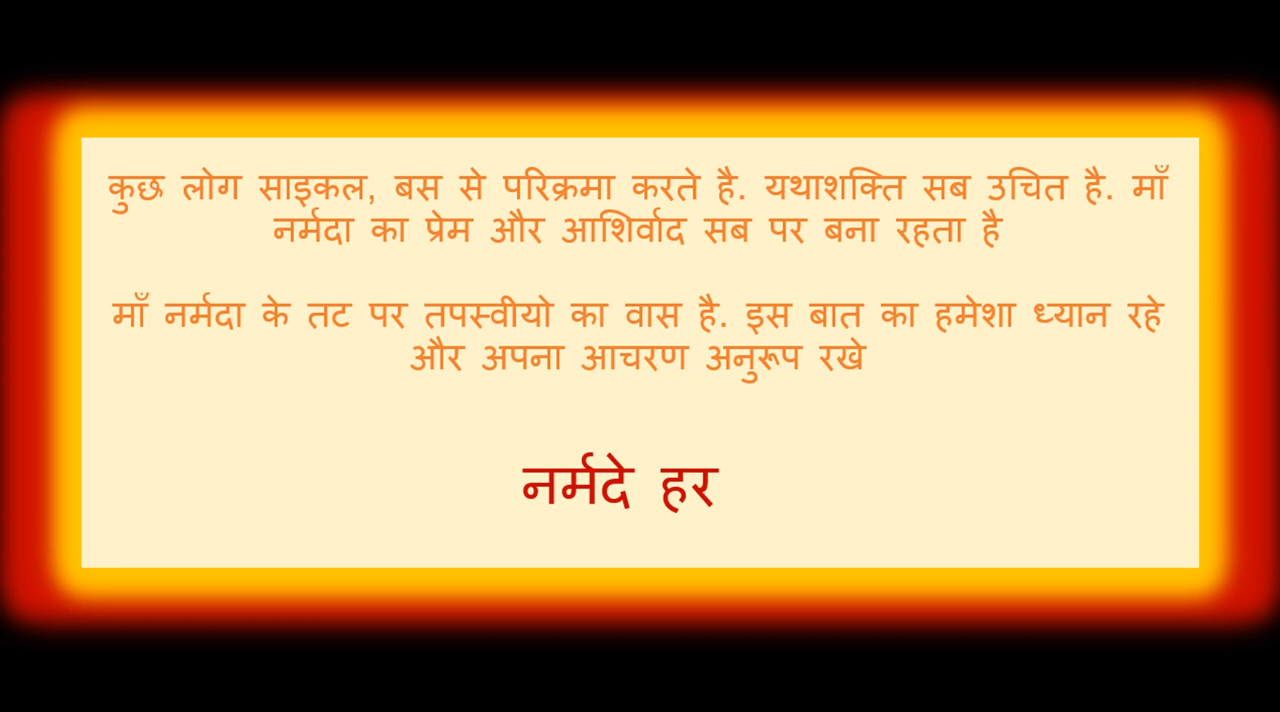 कुछ लोग साइकल, बस से परिक्रमा करते है. यथाशक्ति सब उचित है. माँ
नर्मदा का प्रेम और आशिर्वाद सब पर बना रहता है
माँ नर्मदा के तट पर तपस्वीयो का वास है. इस बात का हमेशा ध्यान रहे
और अपना आचरण अनुरूप रखे
नर्मदे हर